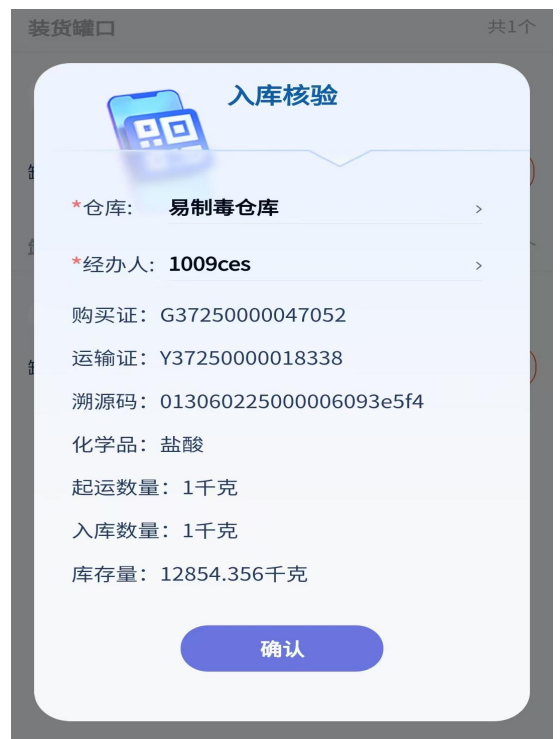 装货罐口 共1个
入库核验
*仓库: 易制毒仓库 >
*经办人: 1009ces >
购买证：G37250000047052
运输证：Y37250000018338
溯源码：013060225000006093e5f4
化学品：盐酸
起运数量：1千克
入库数量：1千克
库存量：12854.356千克
确认